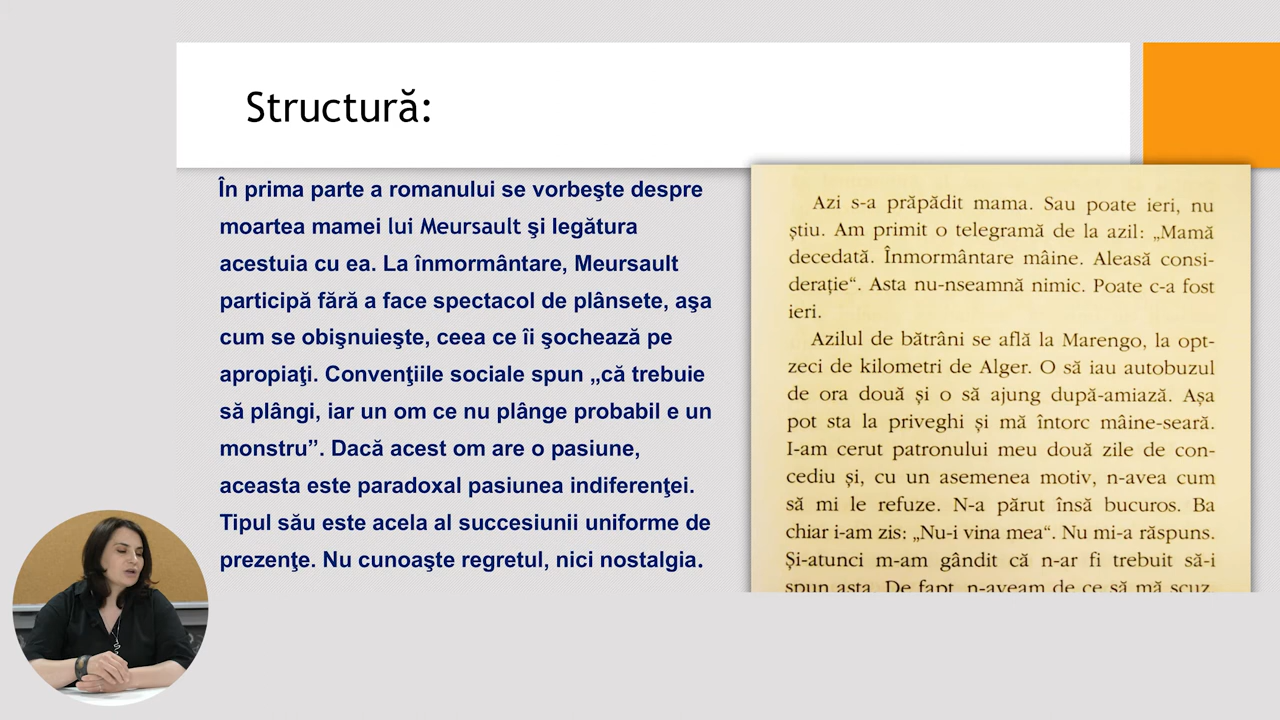 Structură:
În prima parte a romanului se vorbeşte despre
moartea mamei lui Meursault şi legătura
acestuia cu ea. La înmormântare, Meursault
participă fără a face spectacol de plânsete, aşa
cum se obişnuieşte, ceea ce îi şochează pe
apropiaţi. Convenţiile sociale spun „că trebuie
să plângi, iar un om ce nu plânge probabil e un
monstru”. Dacă acest om are o pasiune,
aceasta este paradoxal pasiunea indiferenţei.
Tipul său este acela al succesiunii uniforme de
prezenţe. Nu cunoaşte regretul, nici nostalgia.
Azi s-a prăpădit mama. Sau poate ieri, nu
ştiu. Am primit o telegramă de la azil: „Mamă
decedată. Înmormântare mâine. Aleasă consi-
deraţie“. Asta nu-nseamnă nimic. Poate c-a fost
ieri.
Azilul de bătrâni se află la Marengo, la opt-
zeci de kilometri de Alger. O să iau autobuzul
de ora două şi o să ajung după-amiază. Aşa
pot sta la priveghi şi mă întorc mâine-seară.
I-am cerut patronului meu două zile de con-
cediu şi, cu un asemenea motiv, n-avea cum
să mi le refuze. N-a părut însă bucuros. Ba
chiar i-am zis: „Nu-i vina mea“. Nu mi-a răspuns.
Şi-atunci m-am gândit că n-ar fi trebuit să-i
spun asta. De fapt, n-aveam de ce să mă scuz.